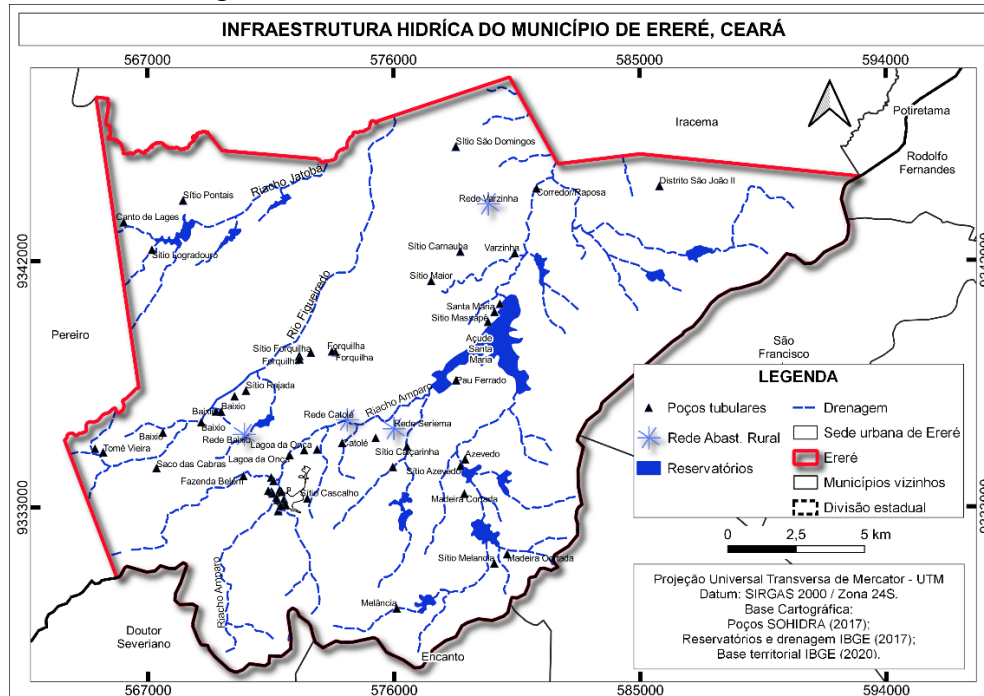 INFRAESTRUTURA HIDRÍCA DO MUNICÍPIO DE ERERÉ, CEARÁ
567000 576000 585000 594000
Potiretama
Iracema
Rodolfo
Fernandes
Sítio São Domingos
Riacho Jatobá
Distrito São João II
Corredor/Raposa
Sítio Pontais
Rede Varzinha
Canto de Lages
Sítio Logradouro
Sítio Carnauba
Varzinha
9342000
9342000
Sítio Maior
Rio Figueiredo
Santa Maria
Sítio Massapé
Pereiro
Açude
Santa
Maria
São
Francisco
Sítio Forquilha
Forquilha
Forquilha
Forquilha
Pau Ferrado
Sítio Rajada
Riacho Amparo
Baixio
Baixio
Rede Catolé
Baixio
Baixio
Rede Baixio
Rede Seriema
Tomé Vieira
Lagoa da Onça
Catolé
Sítio Caiçarinha
Saco das Cabras
Lagoa da Onça
Azevedo
Sítio Azevedo
Fazenda Belém
Sítio Cascalho
Madeira Cortada
9333000
9333000
Sítio Melancia
Madeira Cortada
Riacho Amparo
Melância
Doutor
Severiano
Encanto
LEGENDA
Poços tubulares
Drenagem
Rede Abast. Rural
Sede urbana de Ereré
Reservatórios
Ereré
Municípios vizinhos
Divisão estadual
0 2,5 5 km
Projeção Universal Transversa de Mercator - UTM
Datum: SIRGAS 2000 / Zona 24S.
Base Cartográfica:
Poços SOHIDRA (2017);
Reservatórios e drenagem IBGE (2017);
Base territorial IBGE (2020).
567000 576000 585000 594000